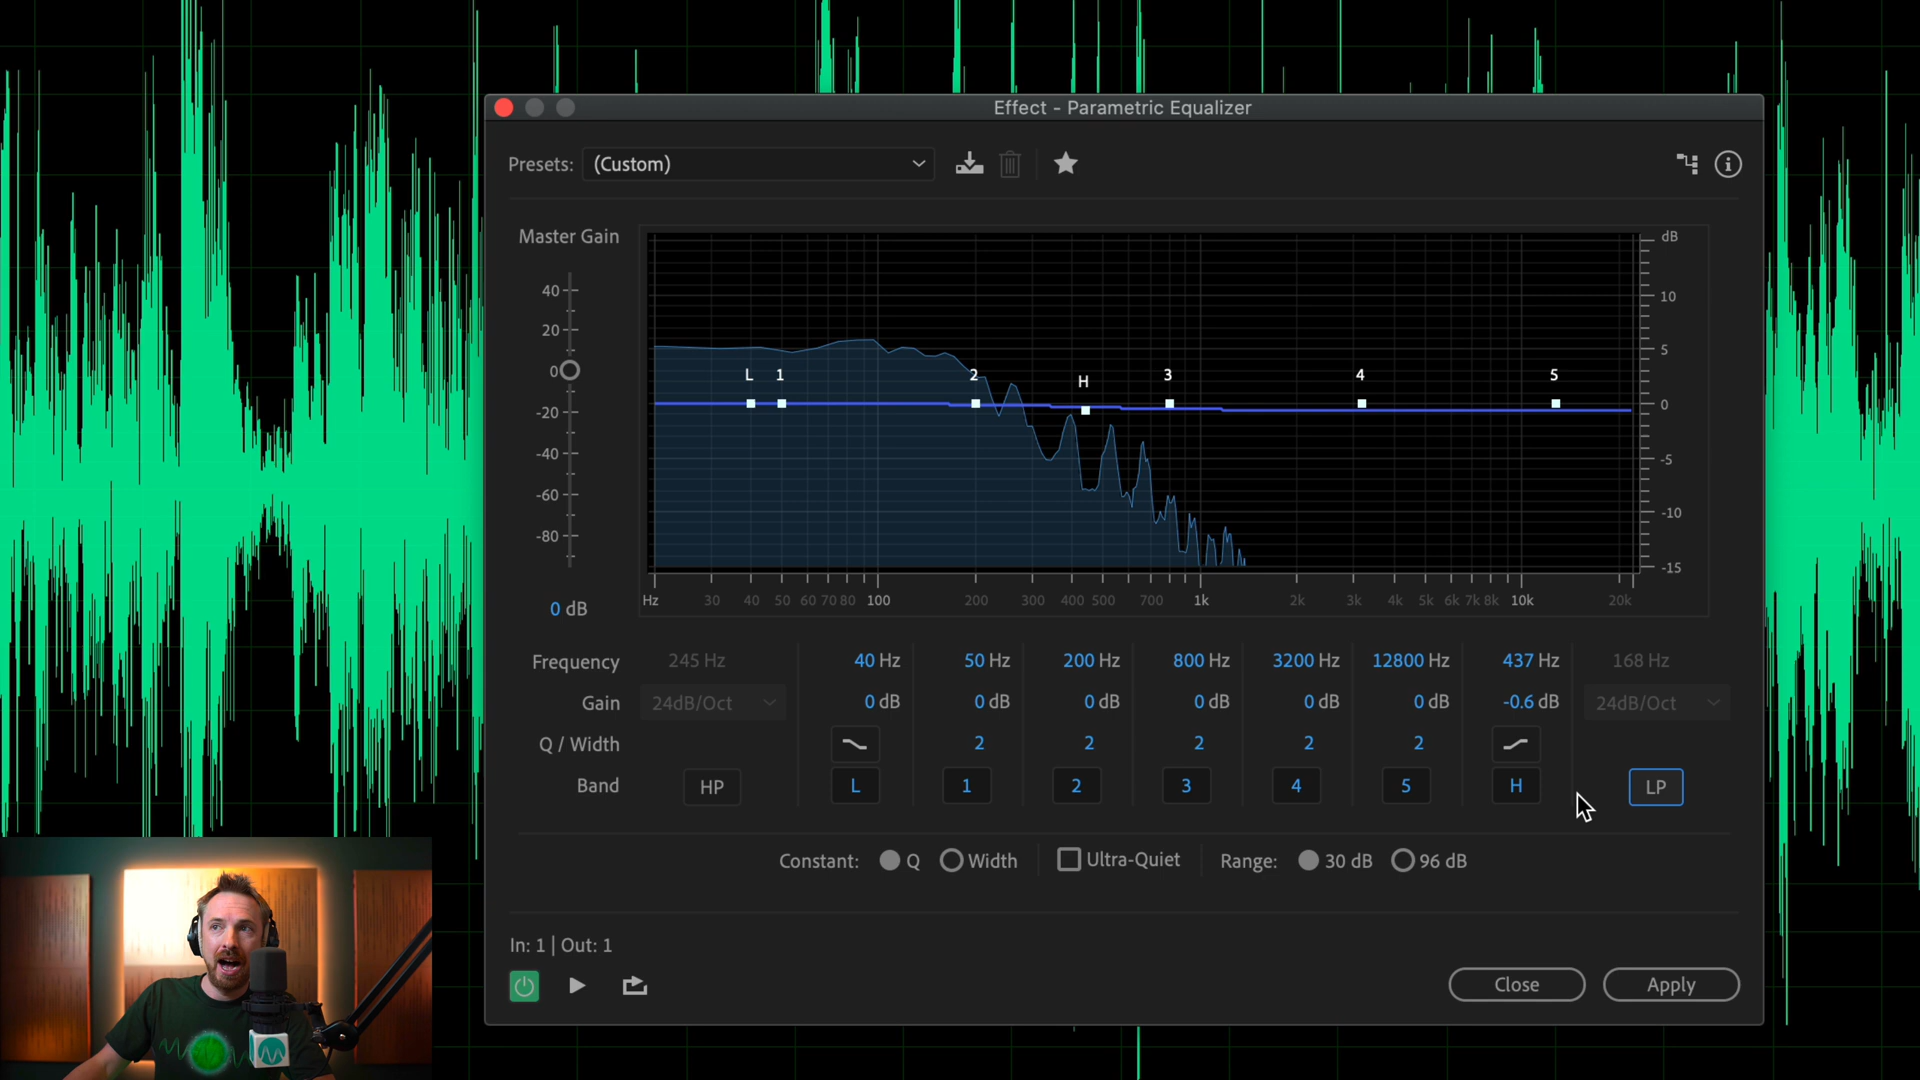 Effect - Parametric Equalizer
Presets: (Custom)
Master Gain
dB
40
20
0
-20
-40
-60
-80
0 dB
10
5
0
-5
-10
-15
L 1 2 H 3 4 5
Hz 30 40 50 60 70 80 100 200 300 400 500 700 1k 2k 3k 4k 5k 6k 7k 8k 10k 20k
Frequency 245 Hz 40 Hz 50 Hz 200 Hz 800 Hz 3200 Hz 12800 Hz 437 Hz 168 Hz
Gain 24dB/Oct 0 dB 0 dB 0 dB 0 dB 0 dB 0 dB -0.6 dB 24dB/Oct
Q / Width 2 2 2 2 2
Band HP L 1 2 3 4 5 H LP
Constant: Q Width Ultra-Quiet Range: 30 dB 96 dB
In: 1 | Out: 1
Close Apply